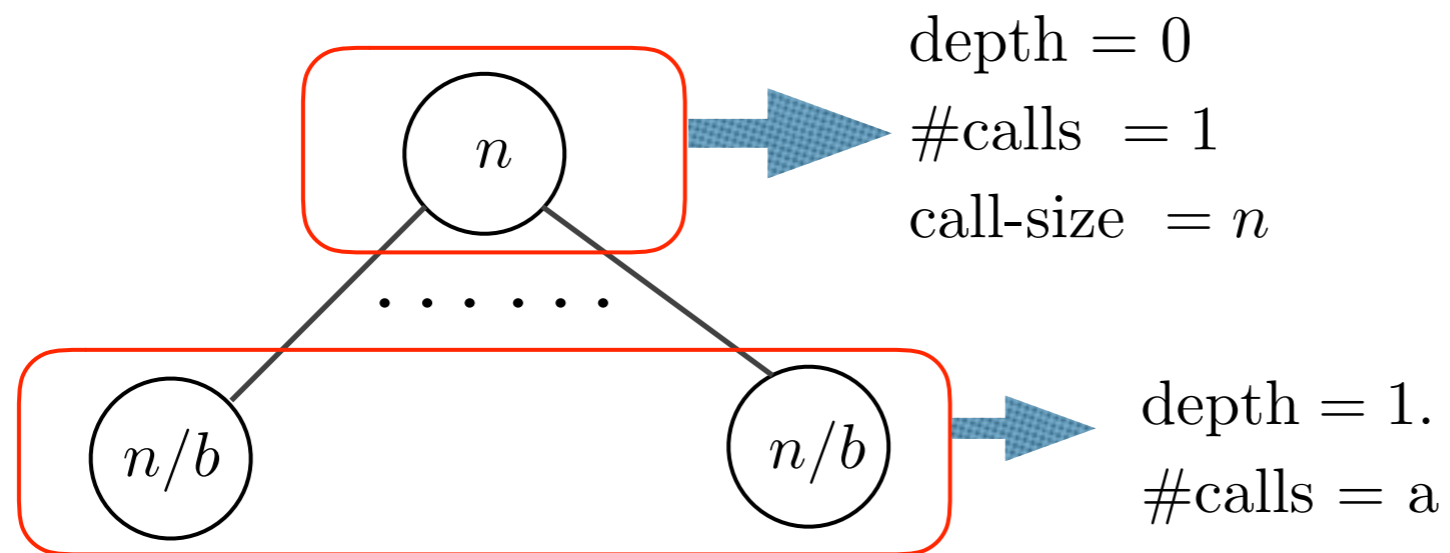 n
depth = 0
#calls = 1
call-size = n
. . . . . .
n/b
n/b
depth = 1.
#calls = a